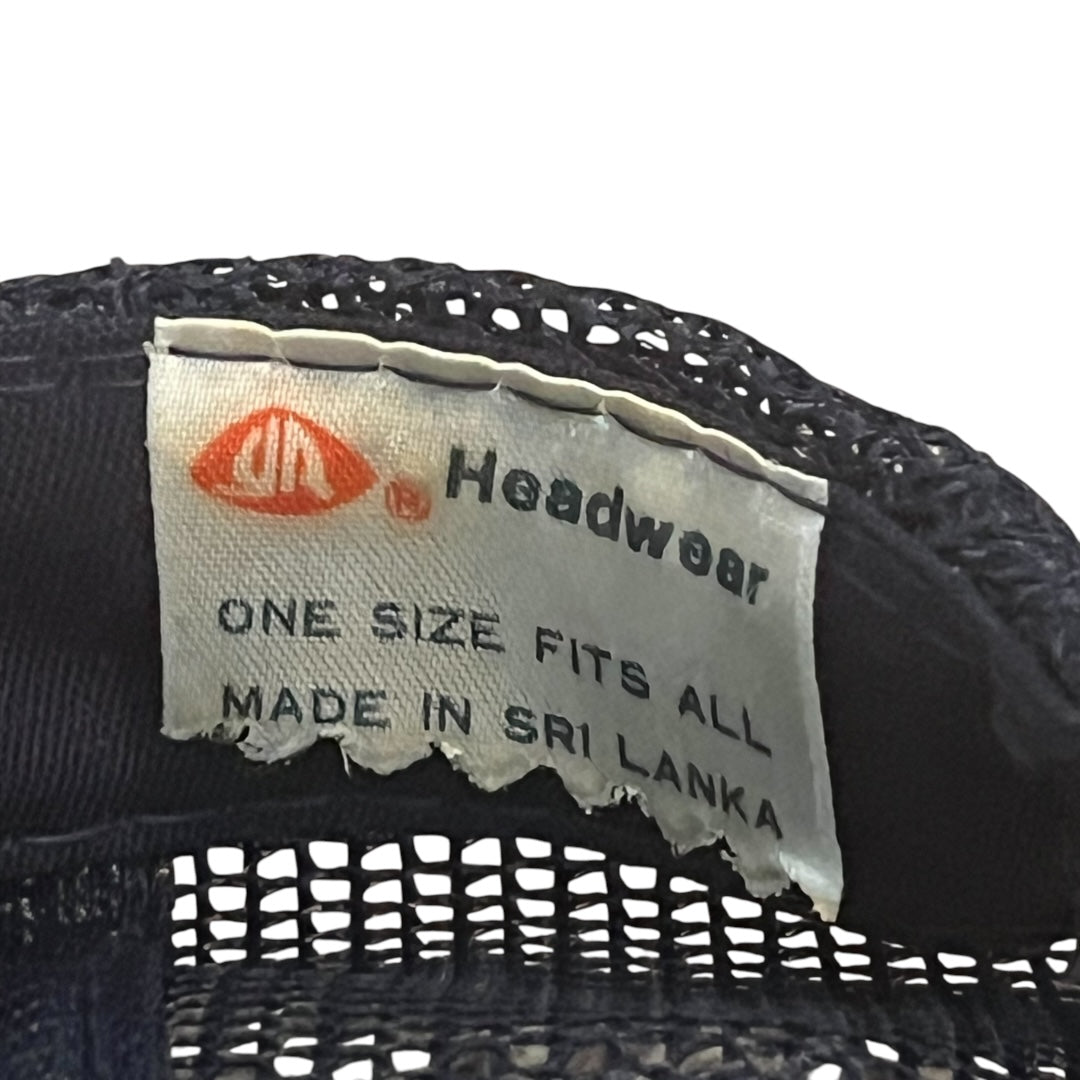 ® Headwear
ONE SIZE FITS ALL
MADE IN SRI LANKA